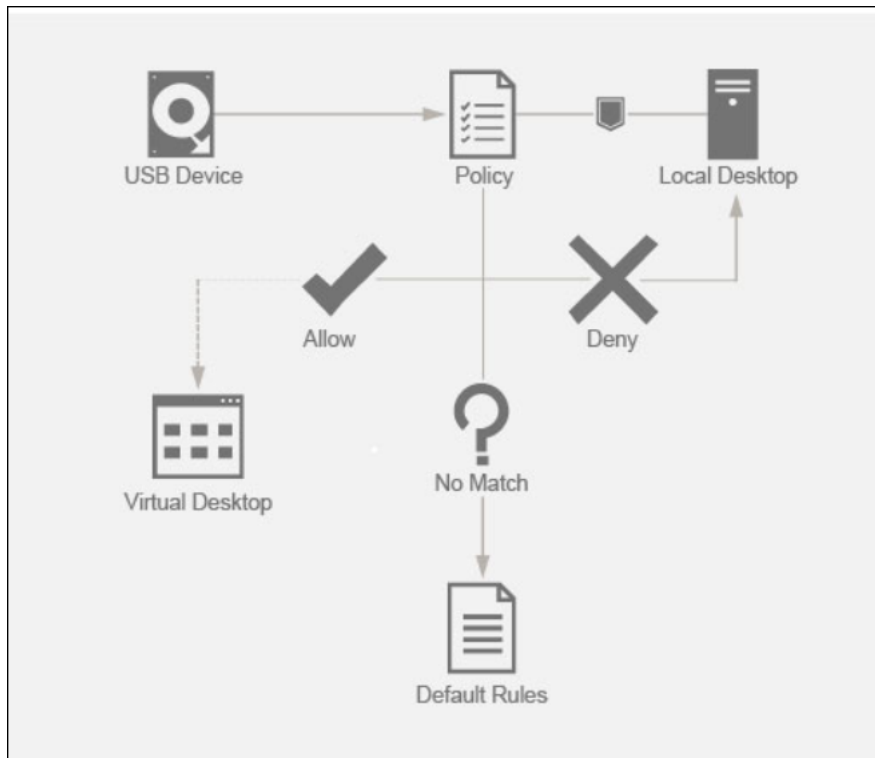 USB Device
Policy
Local Desktop
Allow
Deny
Virtual Desktop
No Match
Default Rules